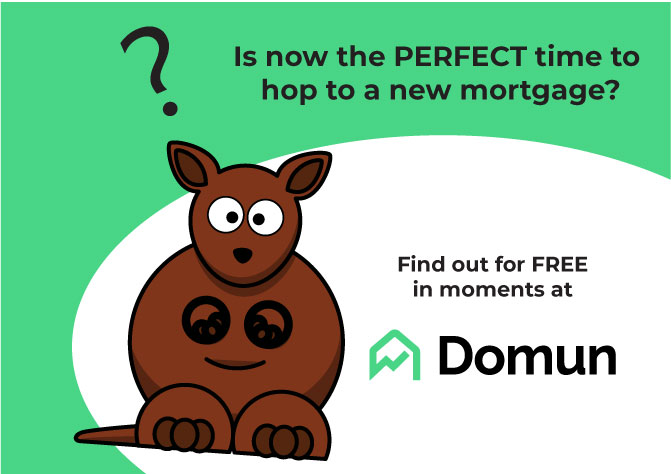 ?
Is now the PERFECT time to
hop to a new mortgage?
Find out for FREE
in moments at
Domun